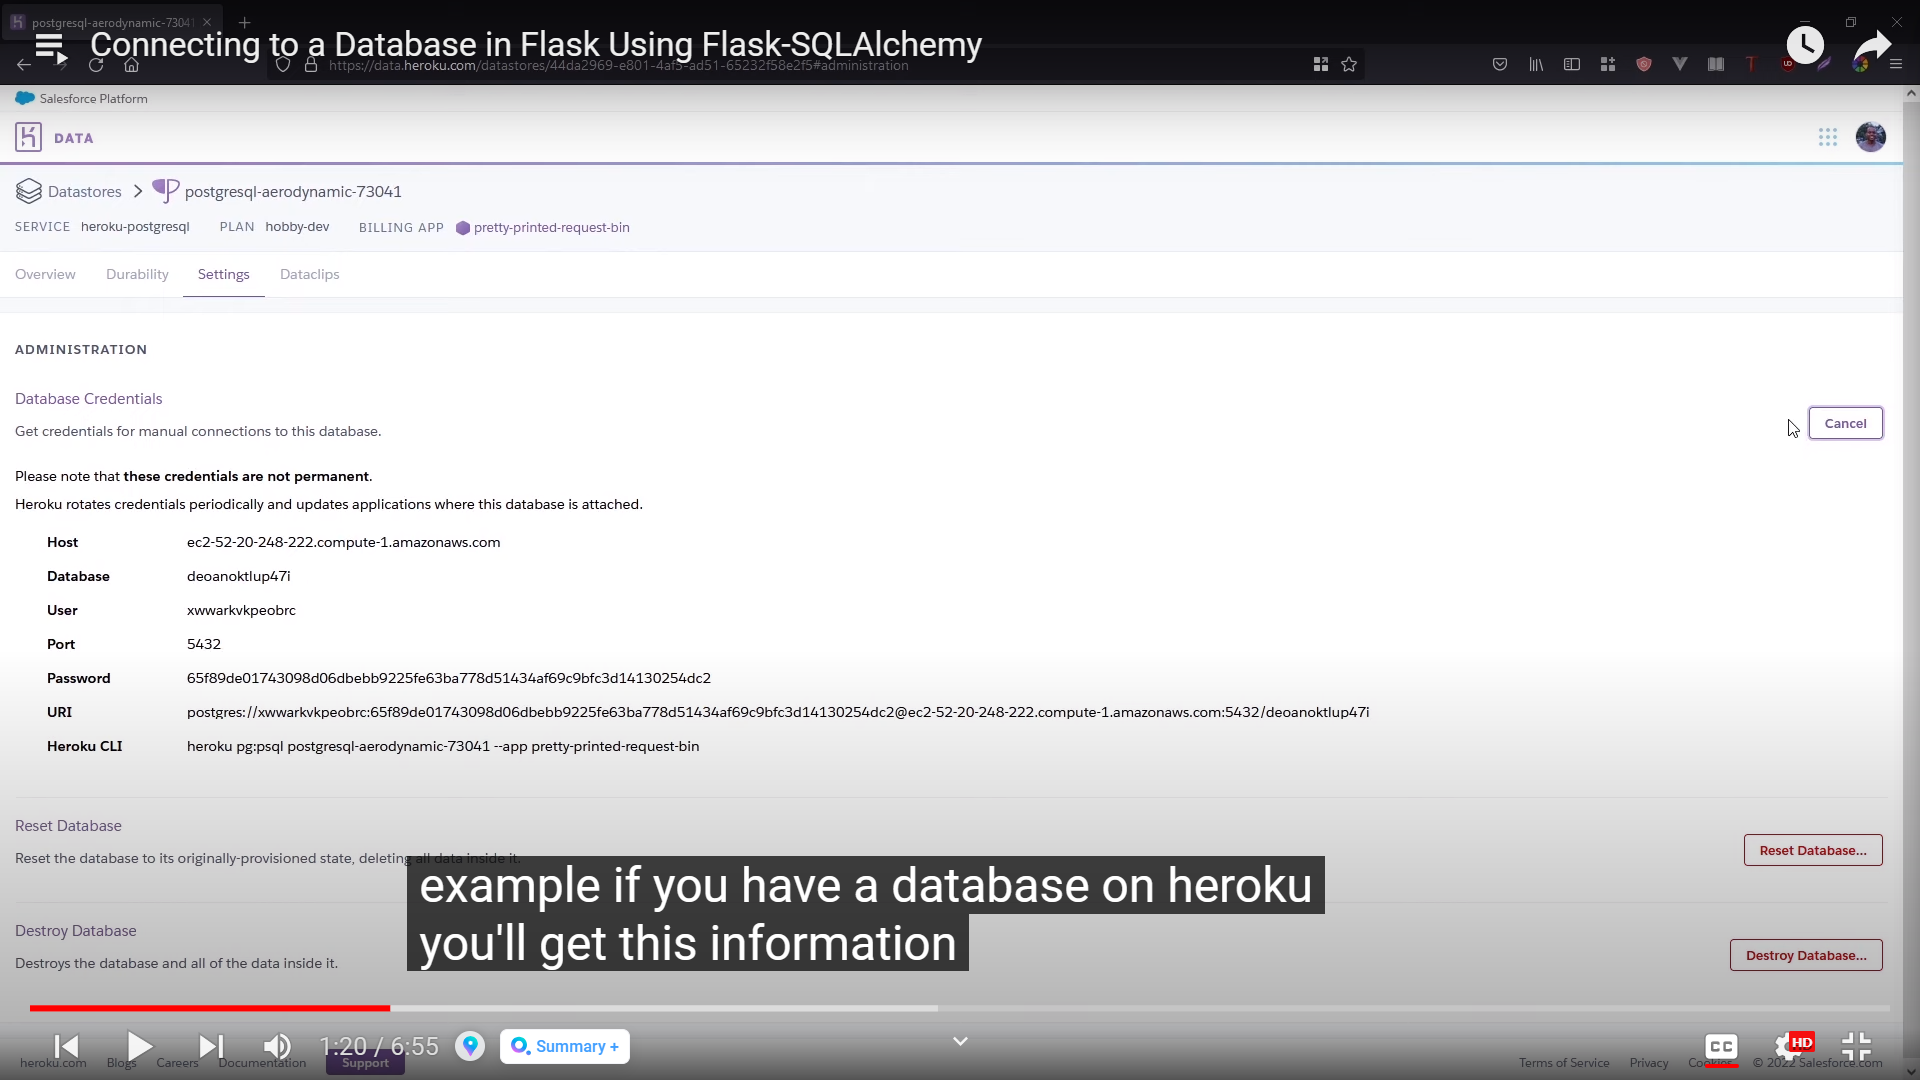 postgresql-aerodynamic-73041
Connecting to a Database in Flask Using Flask-SQLAlchemy
https://data.heroku.com/datastores/44da2969-e801-4af5-ad51-65232f58e2f5#administration
Salesforce Platform
DATA
Datastores > postgresql-aerodynamic-73041
SERVICE heroku-postgresql PLAN hobby-dev BILLING APP pretty-printed-request-bin
Overview Durability Settings Dataclips
ADMINISTRATION
Database Credentials
Get credentials for manual connections to this database.
Cancel
Please note that these credentials are not permanent.
Heroku rotates credentials periodically and updates applications where this database is attached.
Host ec2-52-20-248-222.compute-1.amazonaws.com
Database deoanoktlup47i
User xwwarkvkpeobrc
Port 5432
Password 65f89de01743098d06dbebb9225fe63ba778d51434af69c9bfc3d14130254dc2
URI postgres://xwwarkvkpeobrc:65f89de01743098d06dbebb9225fe63ba778d51434af69c9bfc3d14130254dc2@ec2-52-20-248-222.compute-1.amazonaws.com:5432/deoanoktlup47i
Heroku CLI heroku pg:psql postgresql-aerodynamic-73041 --app pretty-printed-request-bin
Reset Database
Reset the database to its originally-provisioned state, deleting all data inside it.
Reset Database...
example if you have a database on heroku
you'll get this information
Destroy Database
Destroys the database and all of the data inside it.
Destroy Database...
1:20 / 6:55
Summary +
CC
HD
heroku.com Blogs Careers Documentation Support
Terms of Service Privacy Cookies © 2022 Salesforce.com